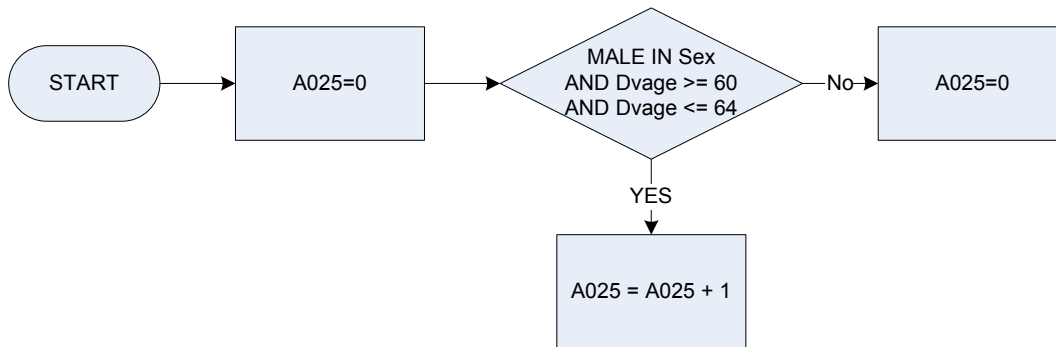 START
A025=0
MALE IN Sex
AND Dvage >= 60
AND Dvage <= 64
No
A025=0
YES
A025 = A025 + 1